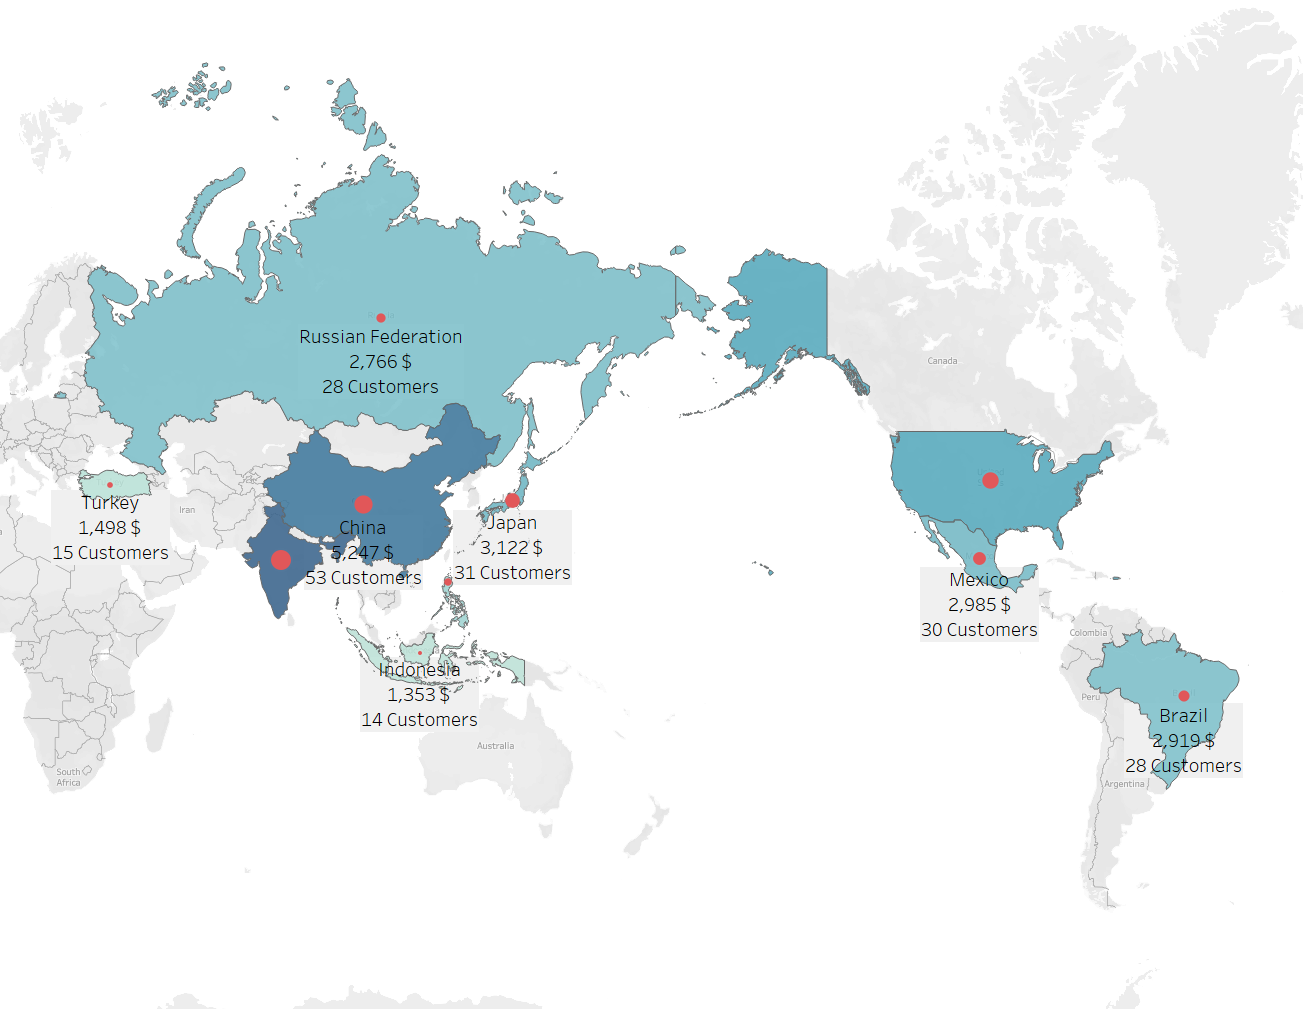 Canada
Russian Federation
2,766 $
28 Customers
Turkey
1,498 $
15 Customers
Iran
China
5,247 $
53 Customers
Japan
3,122 $
31 Customers
Mexico
2,985 $
30 Customers
Colombia
Indonesia
1,353 $
14 Customers
Peru
Brazil
2,919 $
28 Customers
Australia
South
Africa
Argentina